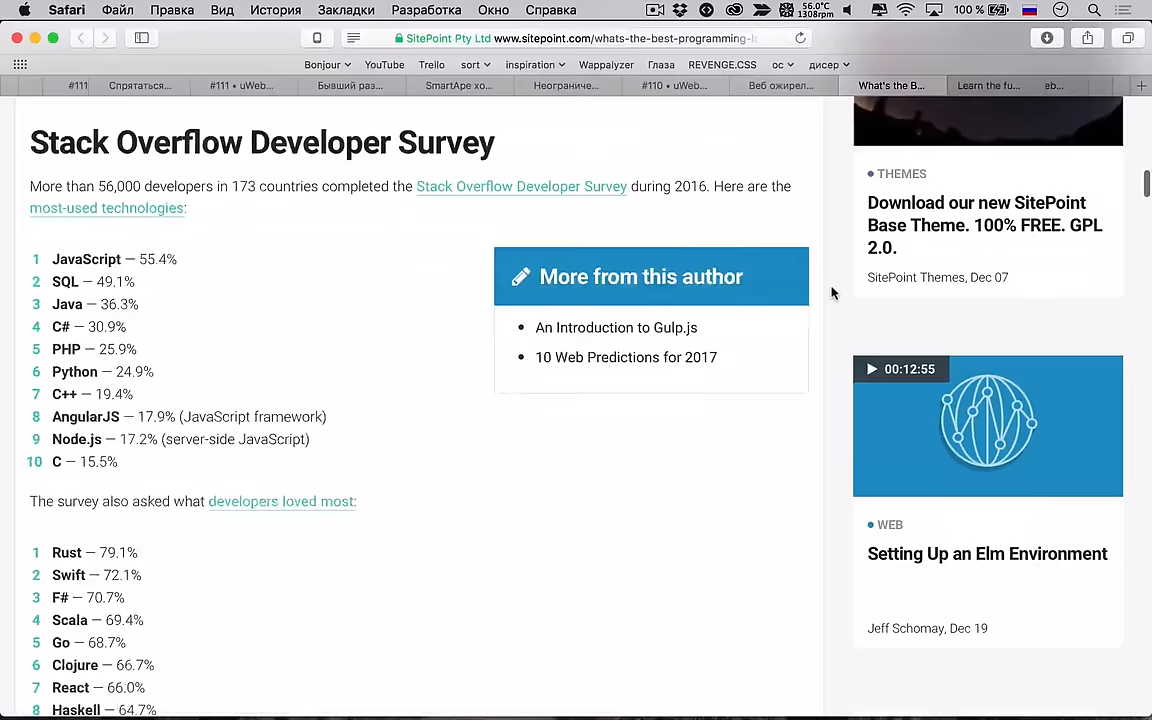 Safari Файл Правка Вид История Закладки Разработка Окно Справка 56.0°C 1308rpm 100 %
SitePoint Pty Ltd www.sitepoint.com/whats-the-best-programming-l
Bonjour YouTube Trello sort inspiration Wappalyzer Глаза REVENGE.CSS ос дисер
#111 Спрятаться... #111 • uWeb... Бывший раз... SmartApe хо... Неограниче... #110 • uWeb... Веб ожирел... What's the B... Learn the fu... eb...
Stack Overflow Developer Survey
More than 56,000 developers in 173 countries completed the Stack Overflow Developer Survey during 2016. Here are the
most-used technologies:
1 JavaScript — 55.4%
2 SQL — 49.1%
3 Java — 36.3%
4 C# — 30.9%
5 PHP — 25.9%
6 Python — 24.9%
7 C++ — 19.4%
8 AngularJS — 17.9% (JavaScript framework)
9 Node.js — 17.2% (server-side JavaScript)
10 C — 15.5%
The survey also asked what developers loved most:
1 Rust — 79.1%
2 Swift — 72.1%
3 F# — 70.7%
4 Scala — 69.4%
5 Go — 68.7%
6 Clojure — 66.7%
7 React — 66.0%
8 Haskell — 64.7%
More from this author
• An Introduction to Gulp.js
• 10 Web Predictions for 2017
THEMES
Download our new SitePoint
Base Theme. 100% FREE. GPL
2.0.
SitePoint Themes, Dec 07
00:12:55
WEB
Setting Up an Elm Environment
Jeff Schomay, Dec 19